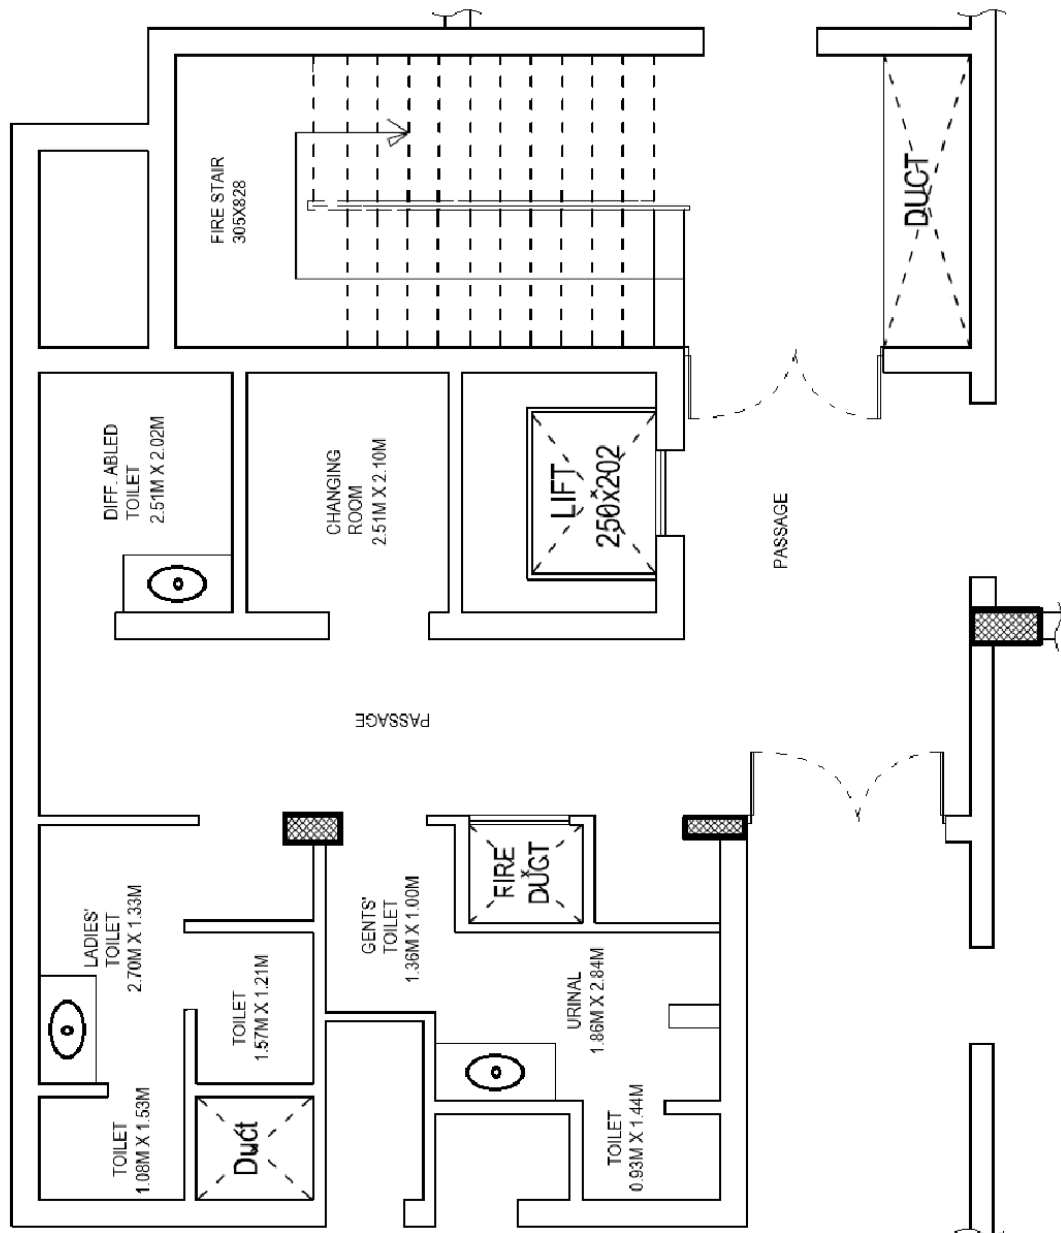 FIRE STAIR
305X828
DUCT
DIFF. ABLED
TOILET
2.51M X 2.02M
CHANGING
ROOM
2.51M X 2.10M
LIFT
250x202
PASSAGE
PASSAGE
LADIES'
TOILET
2.70M X 1.33M
TOILET
1.57M X 1.21M
TOILET
1.08M X 1.53M
Duct
GENTS'
TOILET
1.36M X 1.00M
FIRE
DUCT
URINAL
1.86M X 2.84M
TOILET
0.93M X 1.44M